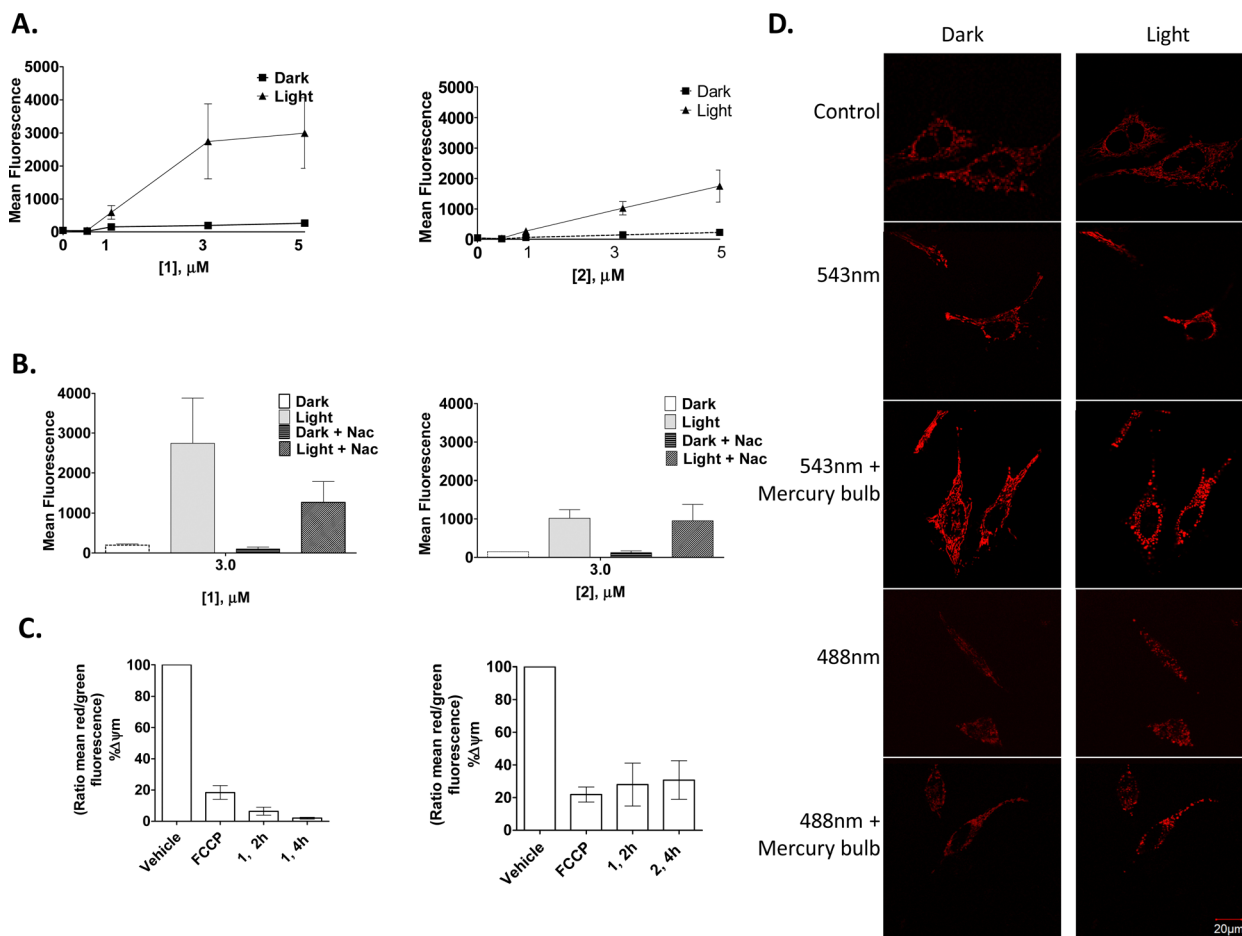 A.
5000
4000
3000
2000
1000
0
Mean Fluorescence
0
1
3
5
[1], μM
Dark
Light
5000
4000
3000
2000
1000
0
Mean Fluorescence
0
1
3
5
[2], μM
Dark
Light
B.
4000
3000
2000
1000
0
Mean Fluorescence
3.0
[1], μM
Dark
Light
Dark + Nac
Light + Nac
4000
3000
2000
1000
0
Mean Fluorescence
3.0
[2], μM
Dark
Light
Dark + Nac
Light + Nac
C.
(Ratio mean red/green
fluorescence)
%Δψm
100
80
60
40
20
0
Vehicle
FCCP
1, 2h
1, 4h
(Ratio mean red/green
fluorescence)
%Δψm
100
80
60
40
20
0
Vehicle
FCCP
1, 2h
2, 4h
D.
Dark
Light
Control
543nm
543nm +
Mercury bulb
488nm
488nm +
Mercury bulb
20μm